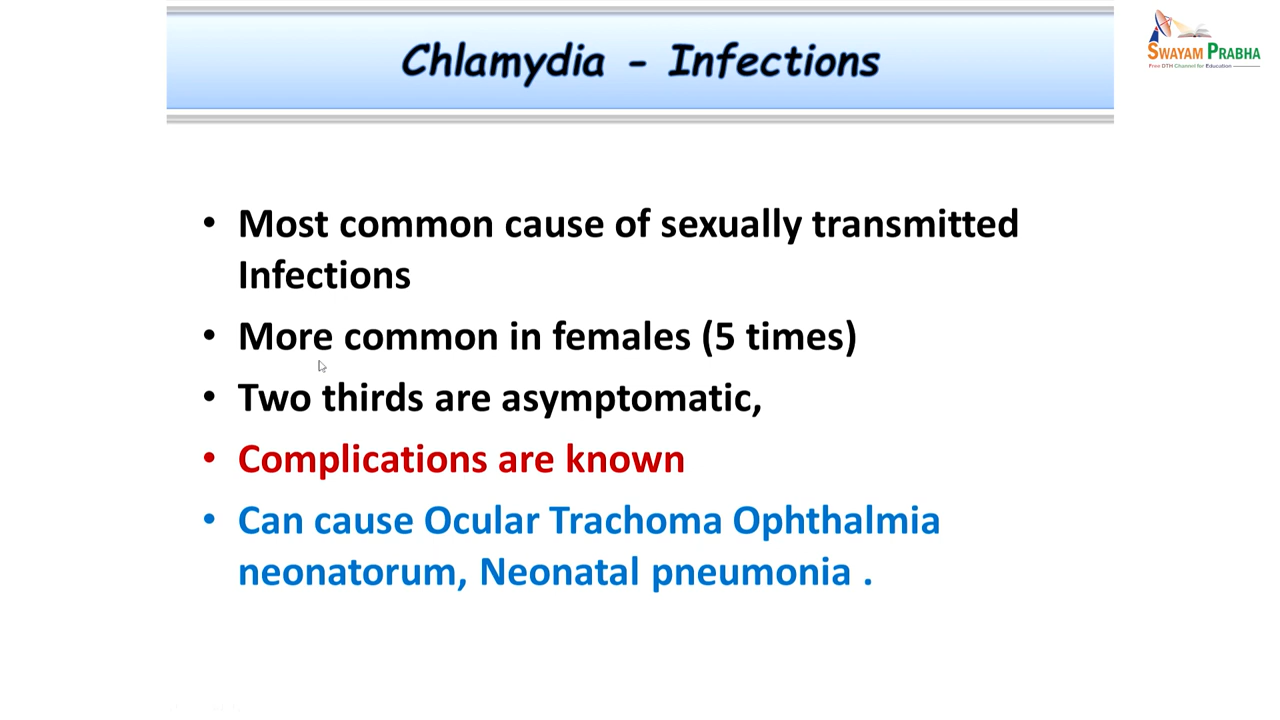 Chlamydia - Infections
SWAYAM PRABHA
Free DTH Channel for Education
• Most common cause of sexually transmitted
Infections
• More common in females (5 times)
• Two thirds are asymptomatic,
• Complications are known
• Can cause Ocular Trachoma Ophthalmia
neonatorum, Neonatal pneumonia .